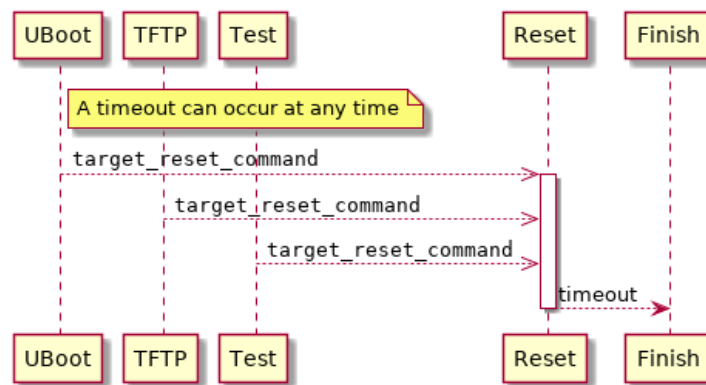 UBoot TFTP Test Reset Finish
A timeout can occur at any time
target_reset_command
target_reset_command
target_reset_command
timeout
UBoot TFTP Test Reset Finish